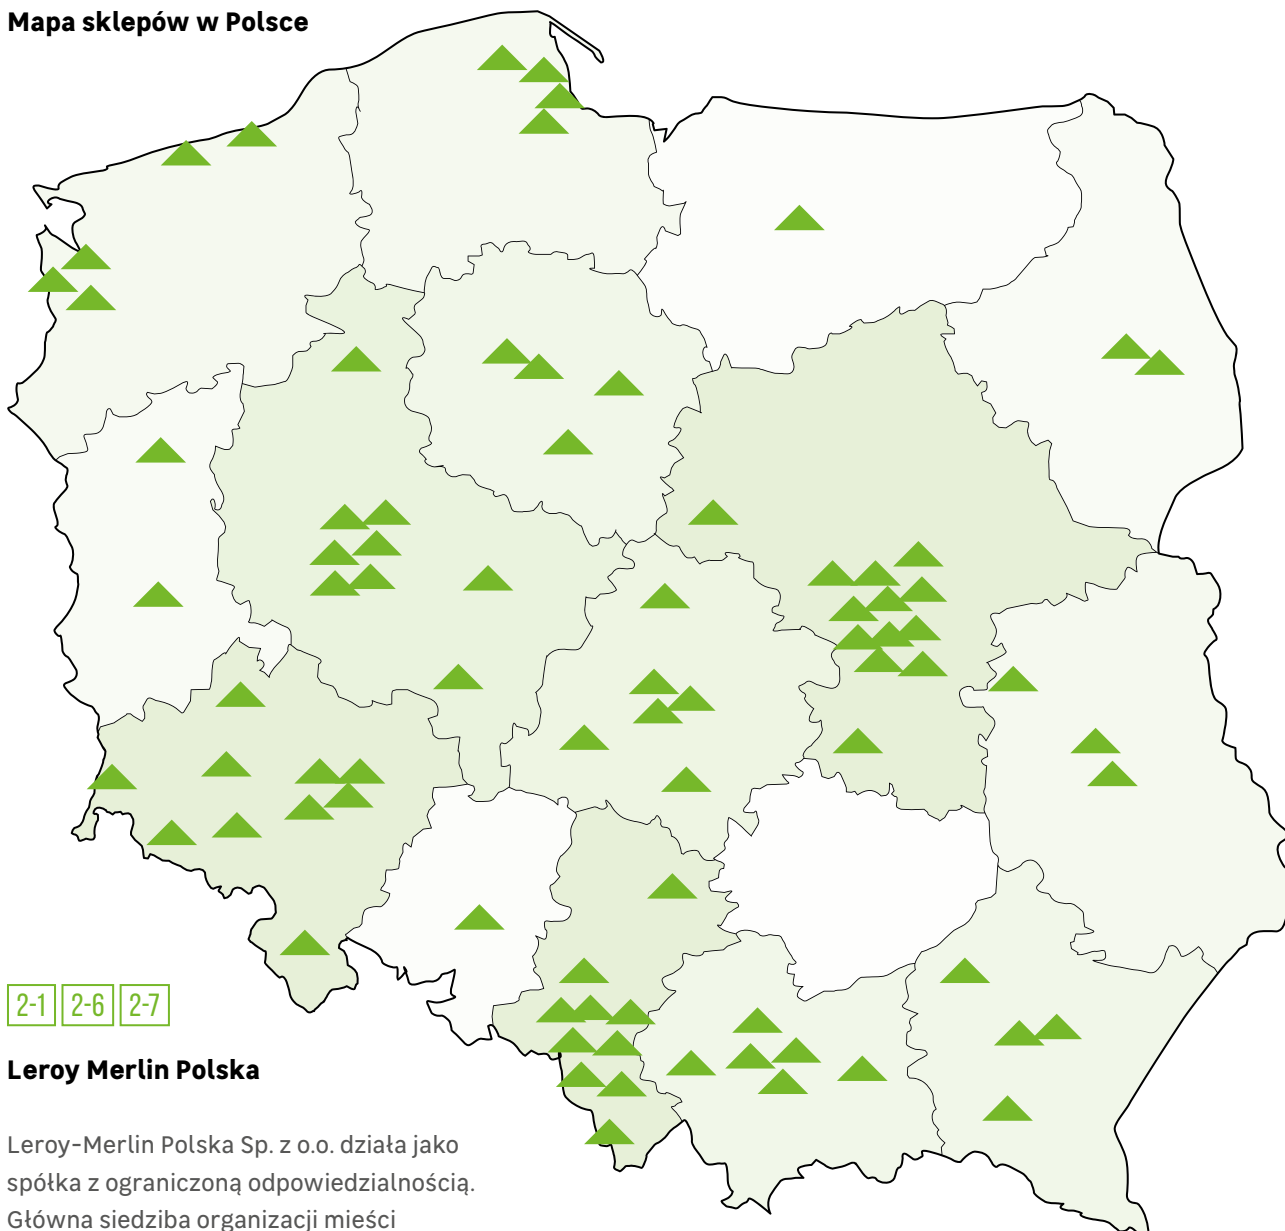 Mapa sklepów w Polsce
2-1 2-6 2-7
Leroy Merlin Polska
Leroy-Merlin Polska Sp. z o.o. działa jako
spółka z ograniczoną odpowiedzialnością.
Główna siedziba organizacji mieści